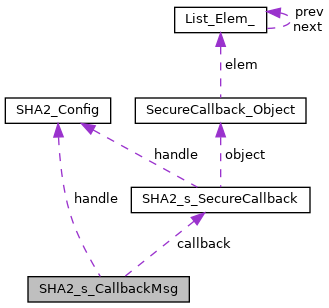 List_Elem_
prev
next
elem
SHA2_Config
SecureCallback_Object
handle
object
handle
SHA2_s_SecureCallback
callback
SHA2_s_CallbackMsg